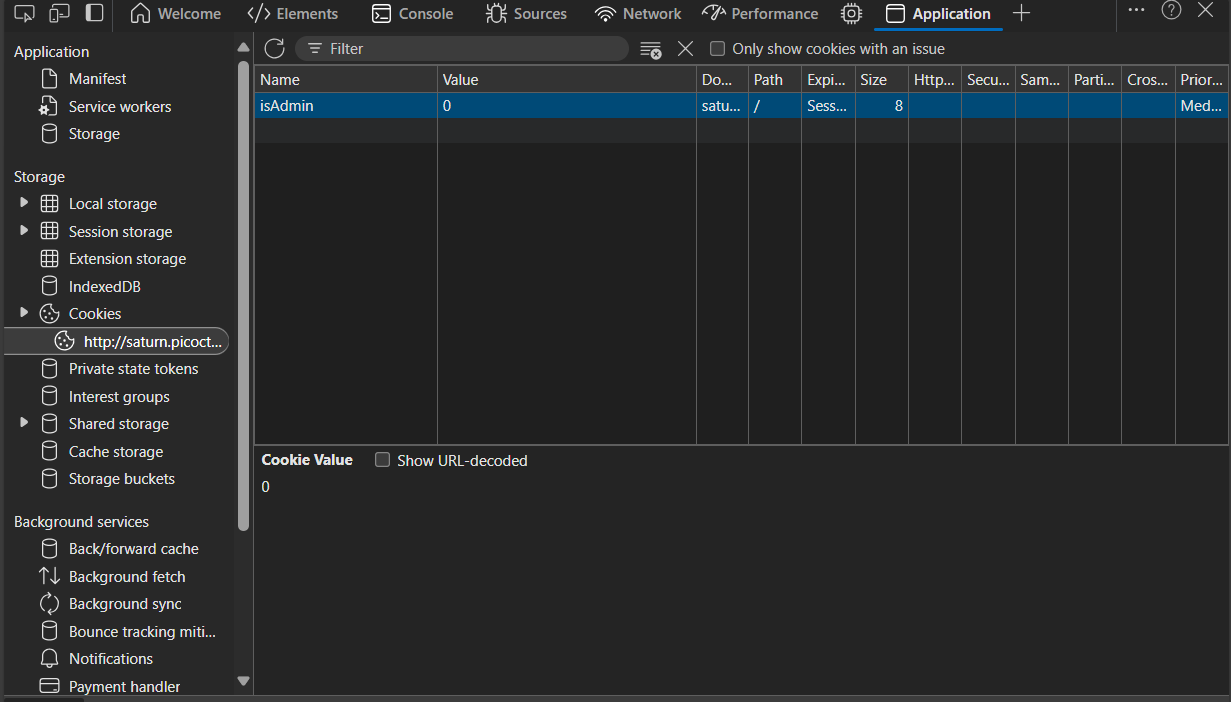 Welcome Elements Console Sources Network Performance Application
Application
Manifest
Service workers
Storage
Storage
Local storage
Session storage
Extension storage
IndexedDB
Cookies
http://saturn.picoct...
Private state tokens
Interest groups
Shared storage
Cache storage
Storage buckets
Background services
Back/forward cache
Background fetch
Background sync
Bounce tracking miti...
Notifications
Payment handler
Filter Only show cookies with an issue
Name Value Do... Path Expi... Size Http... Secu... Sam... Parti... Cros... Prior...
isAdmin 0 satu... / Sess... 8 Med...
Cookie Value Show URL-decoded
0